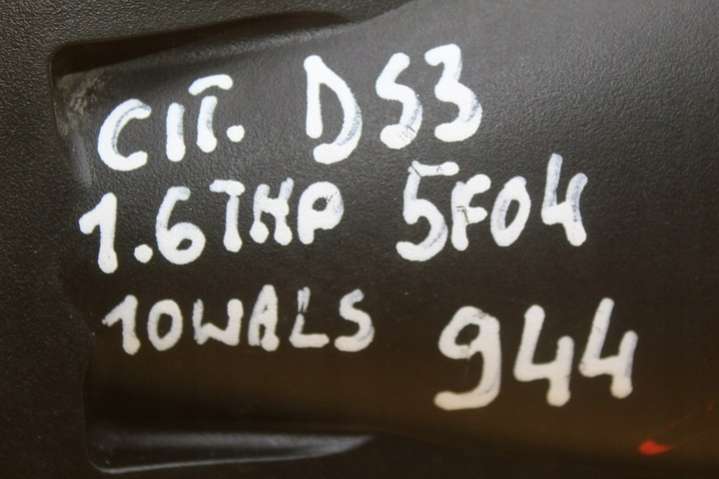 CIT. DS3
1.6THP 5F04
10WALS 944